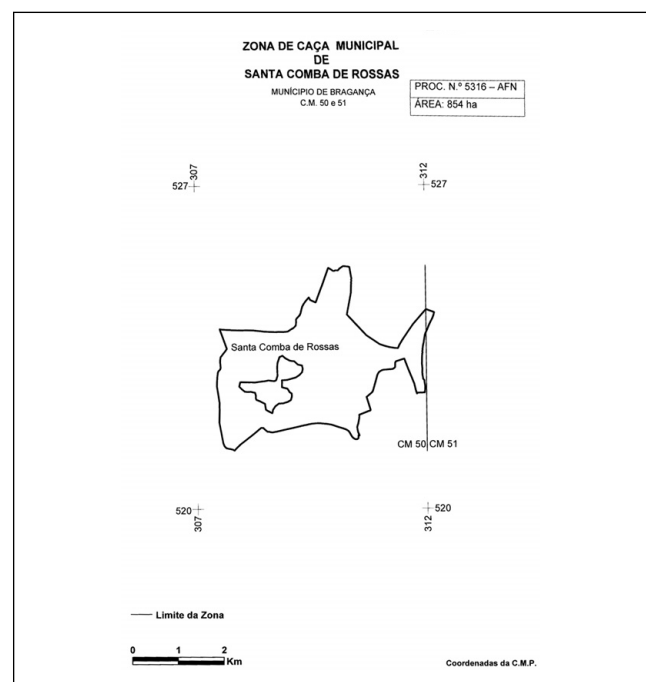 ZONA DE CAÇA MUNICIPAL
DE
SANTA COMBA DE ROSSAS
MUNÍCIPIO DE BRAGANÇA
C.M. 50 e 51
PROC. N.º 5316 – AFN
ÁREA: 854 ha
307
527
312
527
Santa Comba de Rossas
CM 50 CM 51
520
307
520
312
Limite da Zona
0 1 2
Km
Coordenadas da C.M.P.